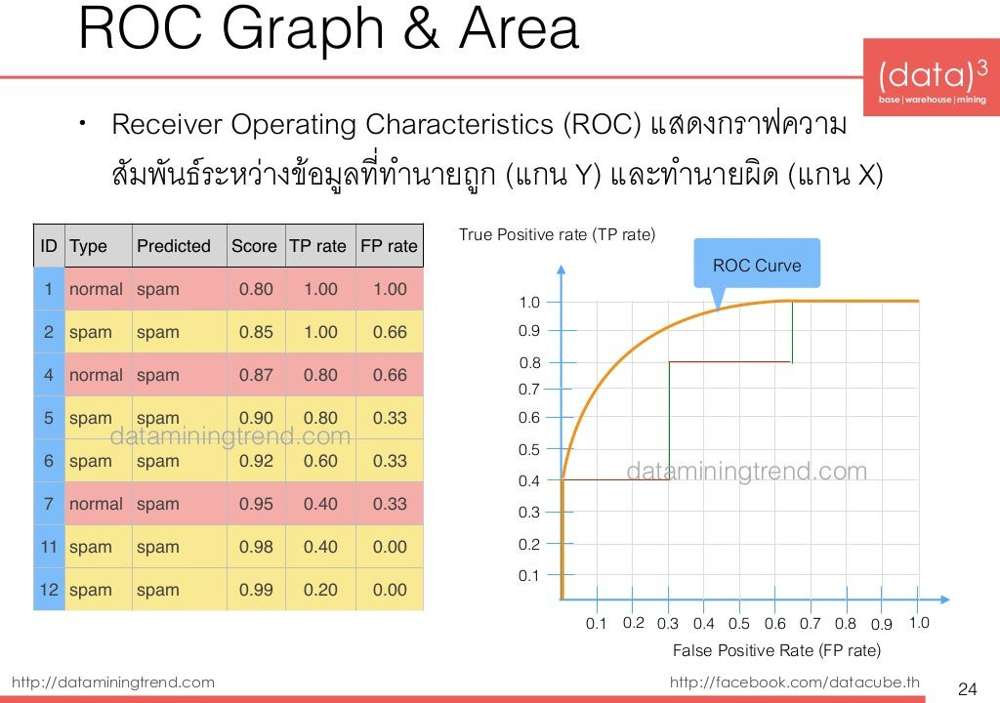 ROC Graph & Area
(data)3
base|warehouse|mining
• Receiver Operating Characteristics (ROC) แสดงกราฟความ
สัมพันธ์ระหว่างข้อมูลที่ทำนายถูก (แกน Y) และทำนายผิด (แกน X)
ID Type Predicted Score TP rate FP rate
1 normal spam 0.80 1.00 1.00
2 spam spam 0.85 1.00 0.66
4 normal spam 0.87 0.80 0.66
5 spam spam 0.90 0.80 0.33
dataminingtrend.com
6 spam spam 0.92 0.60 0.33
7 normal spam 0.95 0.40 0.33
11 spam spam 0.98 0.40 0.00
12 spam spam 0.99 0.20 0.00
True Positive rate (TP rate)
ROC Curve
1.0
0.9
0.8
0.7
0.6
0.5
0.4
0.3
0.2
0.1
dataminingtrend.com
0.1 0.2 0.3 0.4 0.5 0.6 0.7 0.8 0.9 1.0
False Positive Rate (FP rate)
http://dataminingtrend.com
http://facebook.com/datacube.th
24